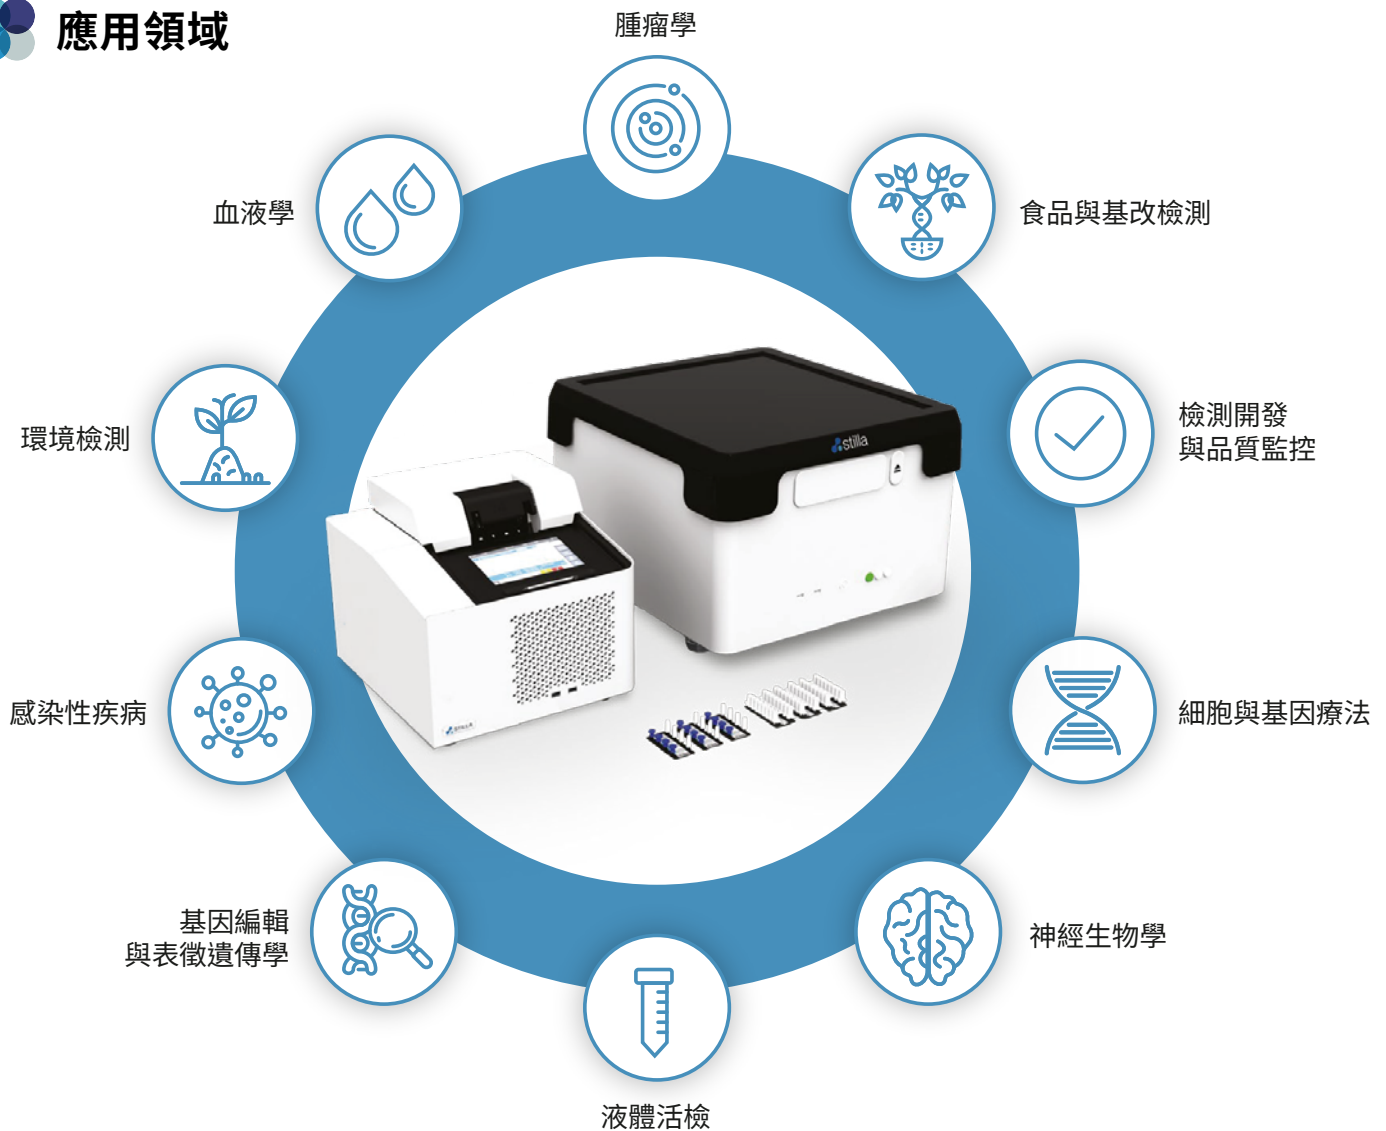 應用領域
腫瘤學
血液學
食品與基改檢測
環境檢測
檢測開發
與品質監控
stilla
STILLA
感染性疾病
細胞與基因療法
基因編輯
與表徵遺傳學
神經生物學
液體活檢